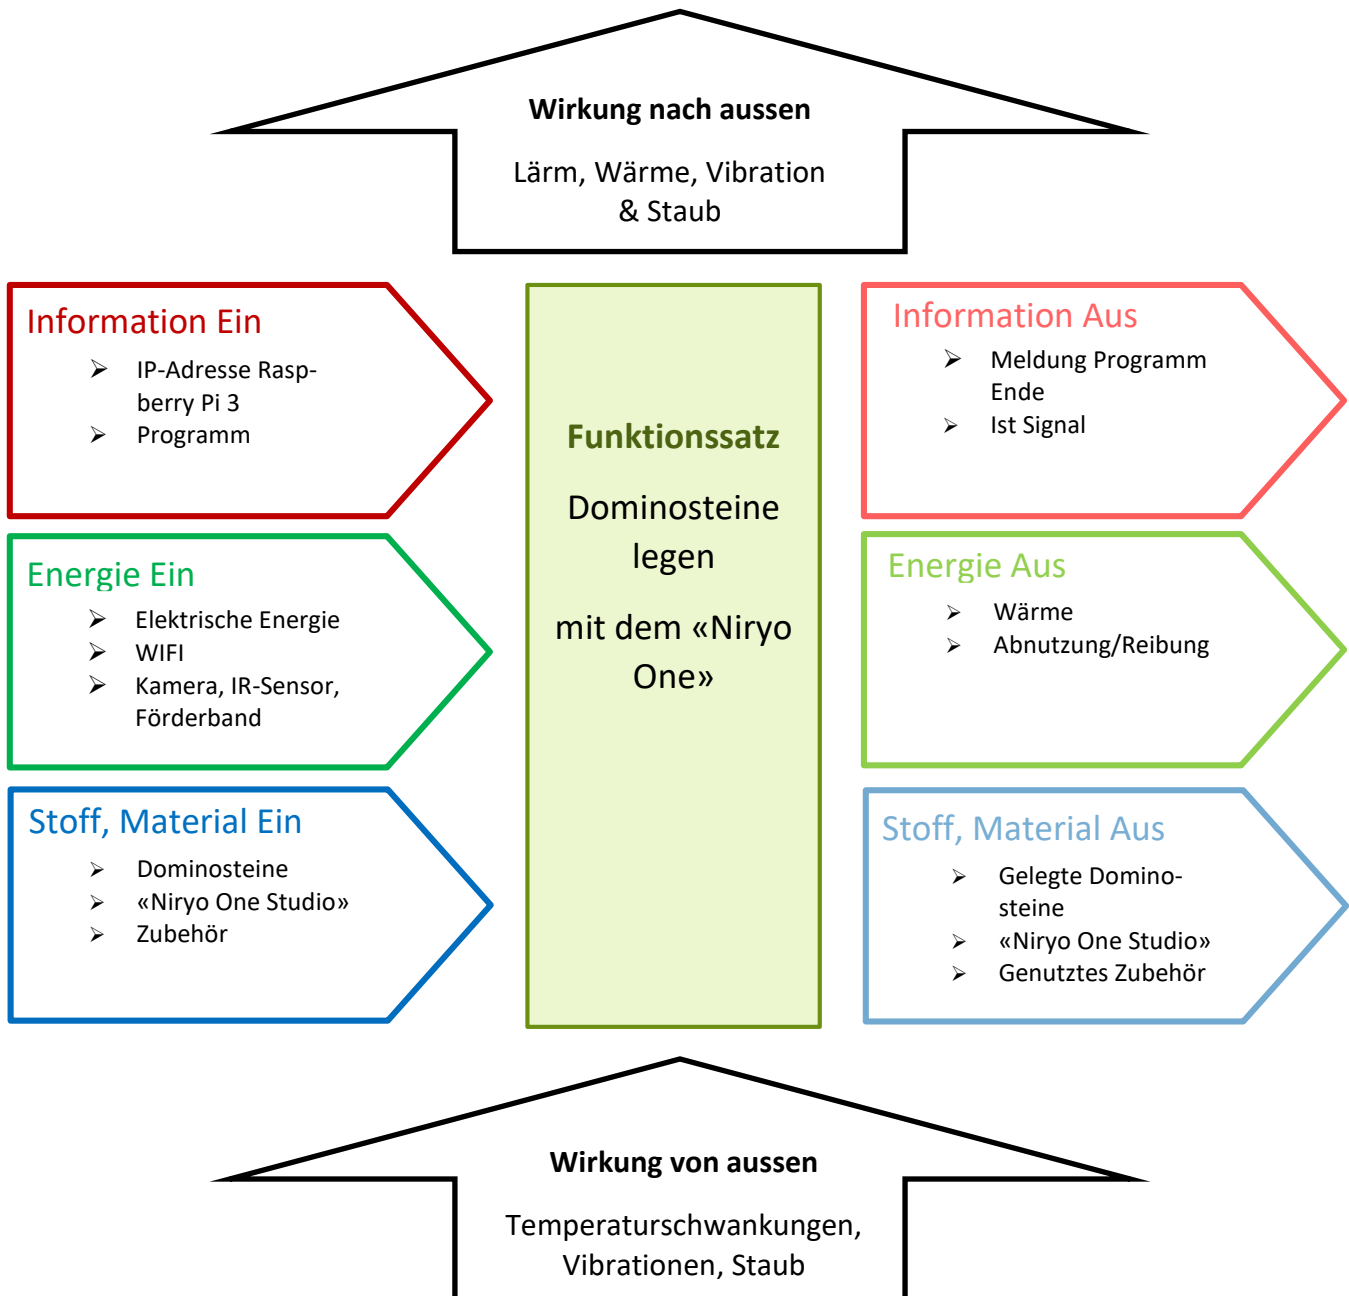 Wirkung nach aussen
Lärm, Wärme, Vibration
& Staub
Information Ein
IP-Adresse Rasp-
berry Pi 3
Programm
Energie Ein
Elektrische Energie
WIFI
Kamera, IR-Sensor,
Förderband
Stoff, Material Ein
Dominosteine
«Niryo One Studio»
Zubehör
Funktionssatz
Dominosteine
legen
mit dem «Niryo
One»
Information Aus
Meldung Programm
Ende
Ist Signal
Energie Aus
Wärme
Abnutzung/Reibung
Stoff, Material Aus
Gelegte Domino-
steine
«Niryo One Studio»
Genutztes Zubehör
Wirkung von aussen
Temperaturschwankungen,
Vibrationen, Staub